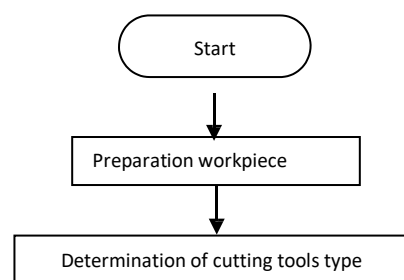 Start
Preparation workpiece
Determination of cutting tools type